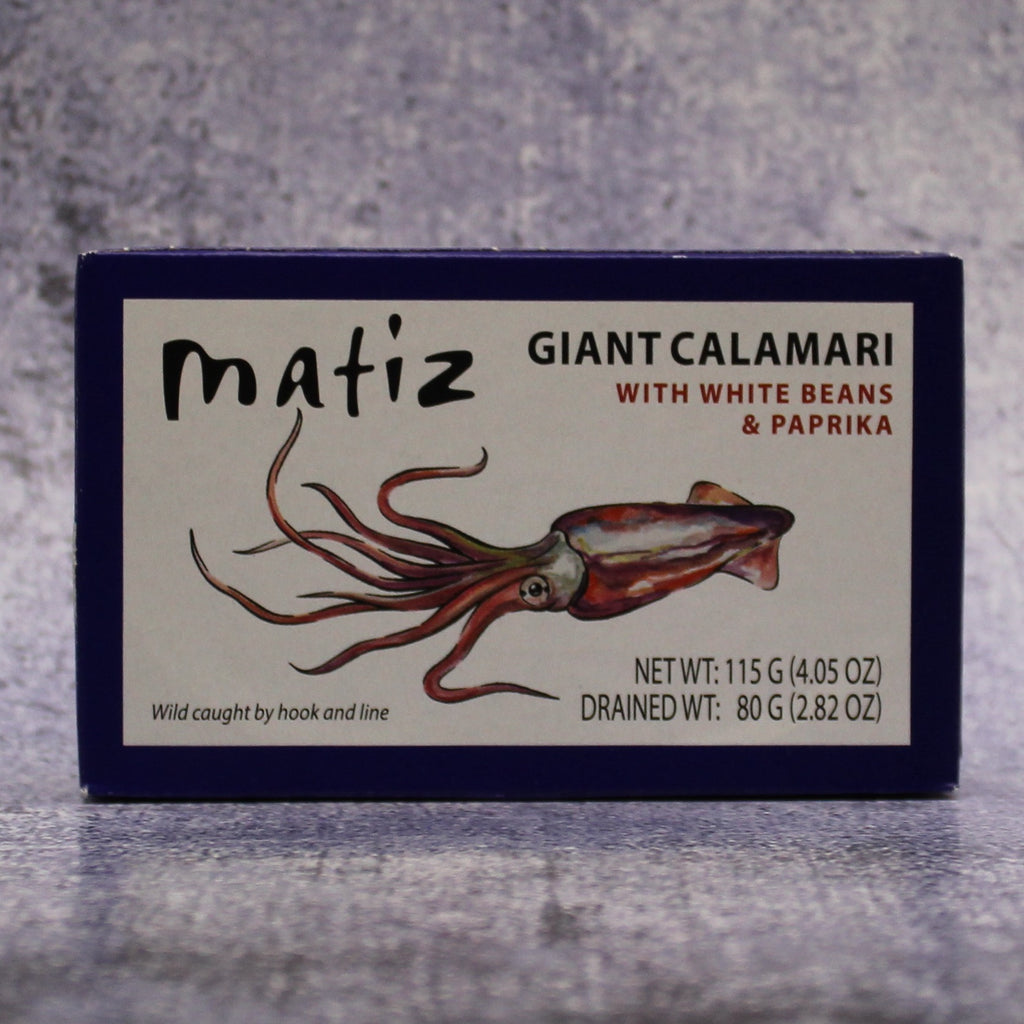 matiz
GIANT CALAMARI
WITH WHITE BEANS
& PAPRIKA
Wild caught by hook and line
NET WT: 115 G (4.05 OZ)
DRAINED WT: 80 G (2.82 OZ)